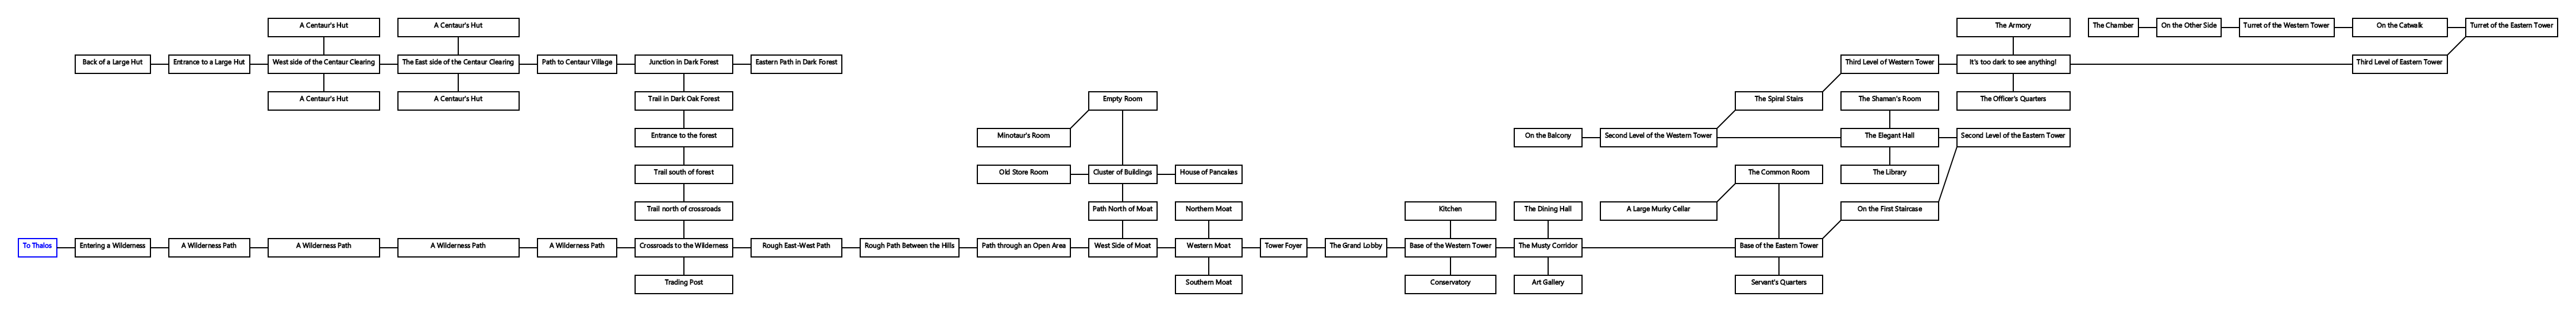 A Centaur's Hut
A Centaur's Hut
The Armory
The Chamber
On the Other Side
Turret of the Western Tower
On the Catwalk
Turret of the Eastern Tower
Back of a Large Hut
Entrance to a Large Hut
West side of the Centaur Clearing
The East side of the Centaur Clearing
Path to Centaur Village
Junction in Dark Forest
Eastern Path in Dark Forest
Third Level of Western Tower
It's too dark to see anything!
Third Level of Eastern Tower
A Centaur's Hut
A Centaur's Hut
Trail in Dark Oak Forest
Empty Room
The Spiral Stairs
The Shaman's Room
The Officer's Quarters
Entrance to the forest
Minotaur's Room
On the Balcony
Second Level of the Western Tower
The Elegant Hall
Second Level of the Eastern Tower
Trail south of forest
Old Store Room
Cluster of Buildings
House of Pancakes
The Common Room
The Library
Trail north of crossroads
Path North of Moat
Northern Moat
Kitchen
The Dining Hall
A Large Murky Cellar
On the First Staircase
To Thalos
Entering a Wilderness
A Wilderness Path
A Wilderness Path
A Wilderness Path
A Wilderness Path
Crossroads to the Wilderness
Rough East-West Path
Rough Path Between the Hills
Path through an Open Area
West Side of Moat
Western Moat
Tower Foyer
The Grand Lobby
Base of the Western Tower
The Musty Corridor
Base of the Eastern Tower
Trading Post
Southern Moat
Conservatory
Art Gallery
Servant's Quarters